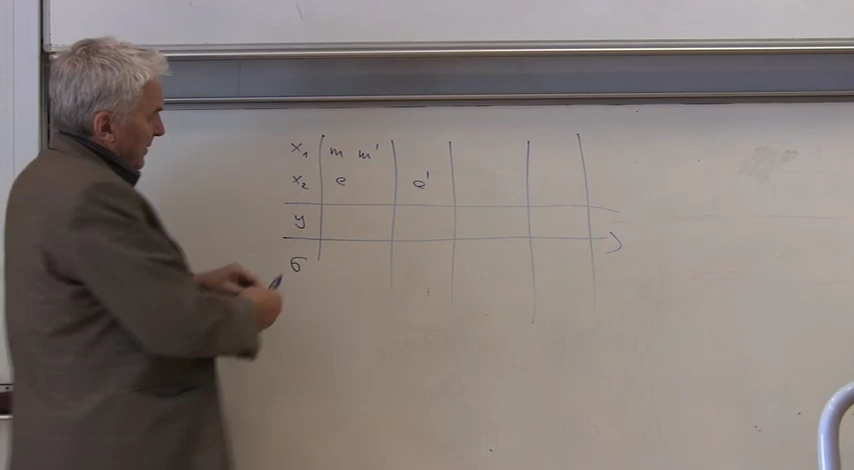 x₁ m m'
x₂ e e'
y
σ